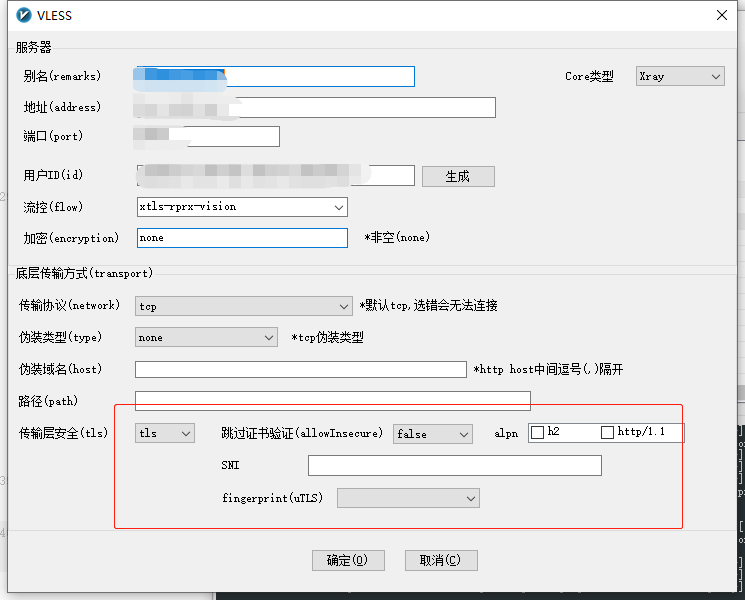 VLESS
服务器
别名(remarks) Core类型 Xray
地址(address)
端口(port)
用户ID(id) 生成
流控(flow) xtls-rprx-vision
加密(encryption) none *非空(none)
底层传输方式(transport)
传输协议(network) tcp *默认tcp,选错会无法连接
伪装类型(type) none *tcp伪装类型
伪装域名(host) *http host中间逗号(,)隔开
路径(path)
传输层安全(tls) tls 跳过证书验证(allowInsecure) false alpn h2 http/1.1
SNI
fingerprint(uTLS)
确定(O) 取消(C)